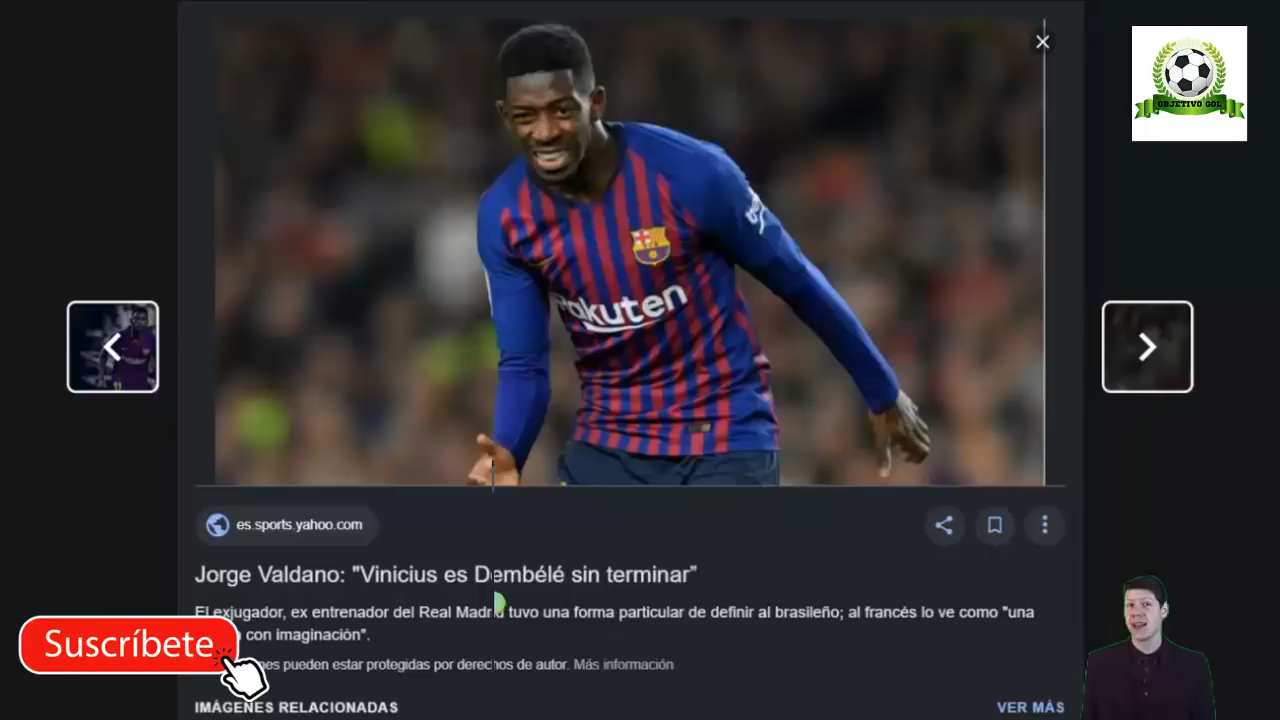 OBJETIVO GOL
Rakuten
es.sports.yahoo.com
Jorge Valdano: "Vinicius es Dembélé sin terminar”
El exjugador, ex entrenador del Real Madrid tuvo una forma particular de definir al brasileño; al francés lo ve como "una
con imaginación".
Suscríbete
pueden estar protegidas por derechos de autor. Más información
IMÁGENES RELACIONADAS
VER MÁS